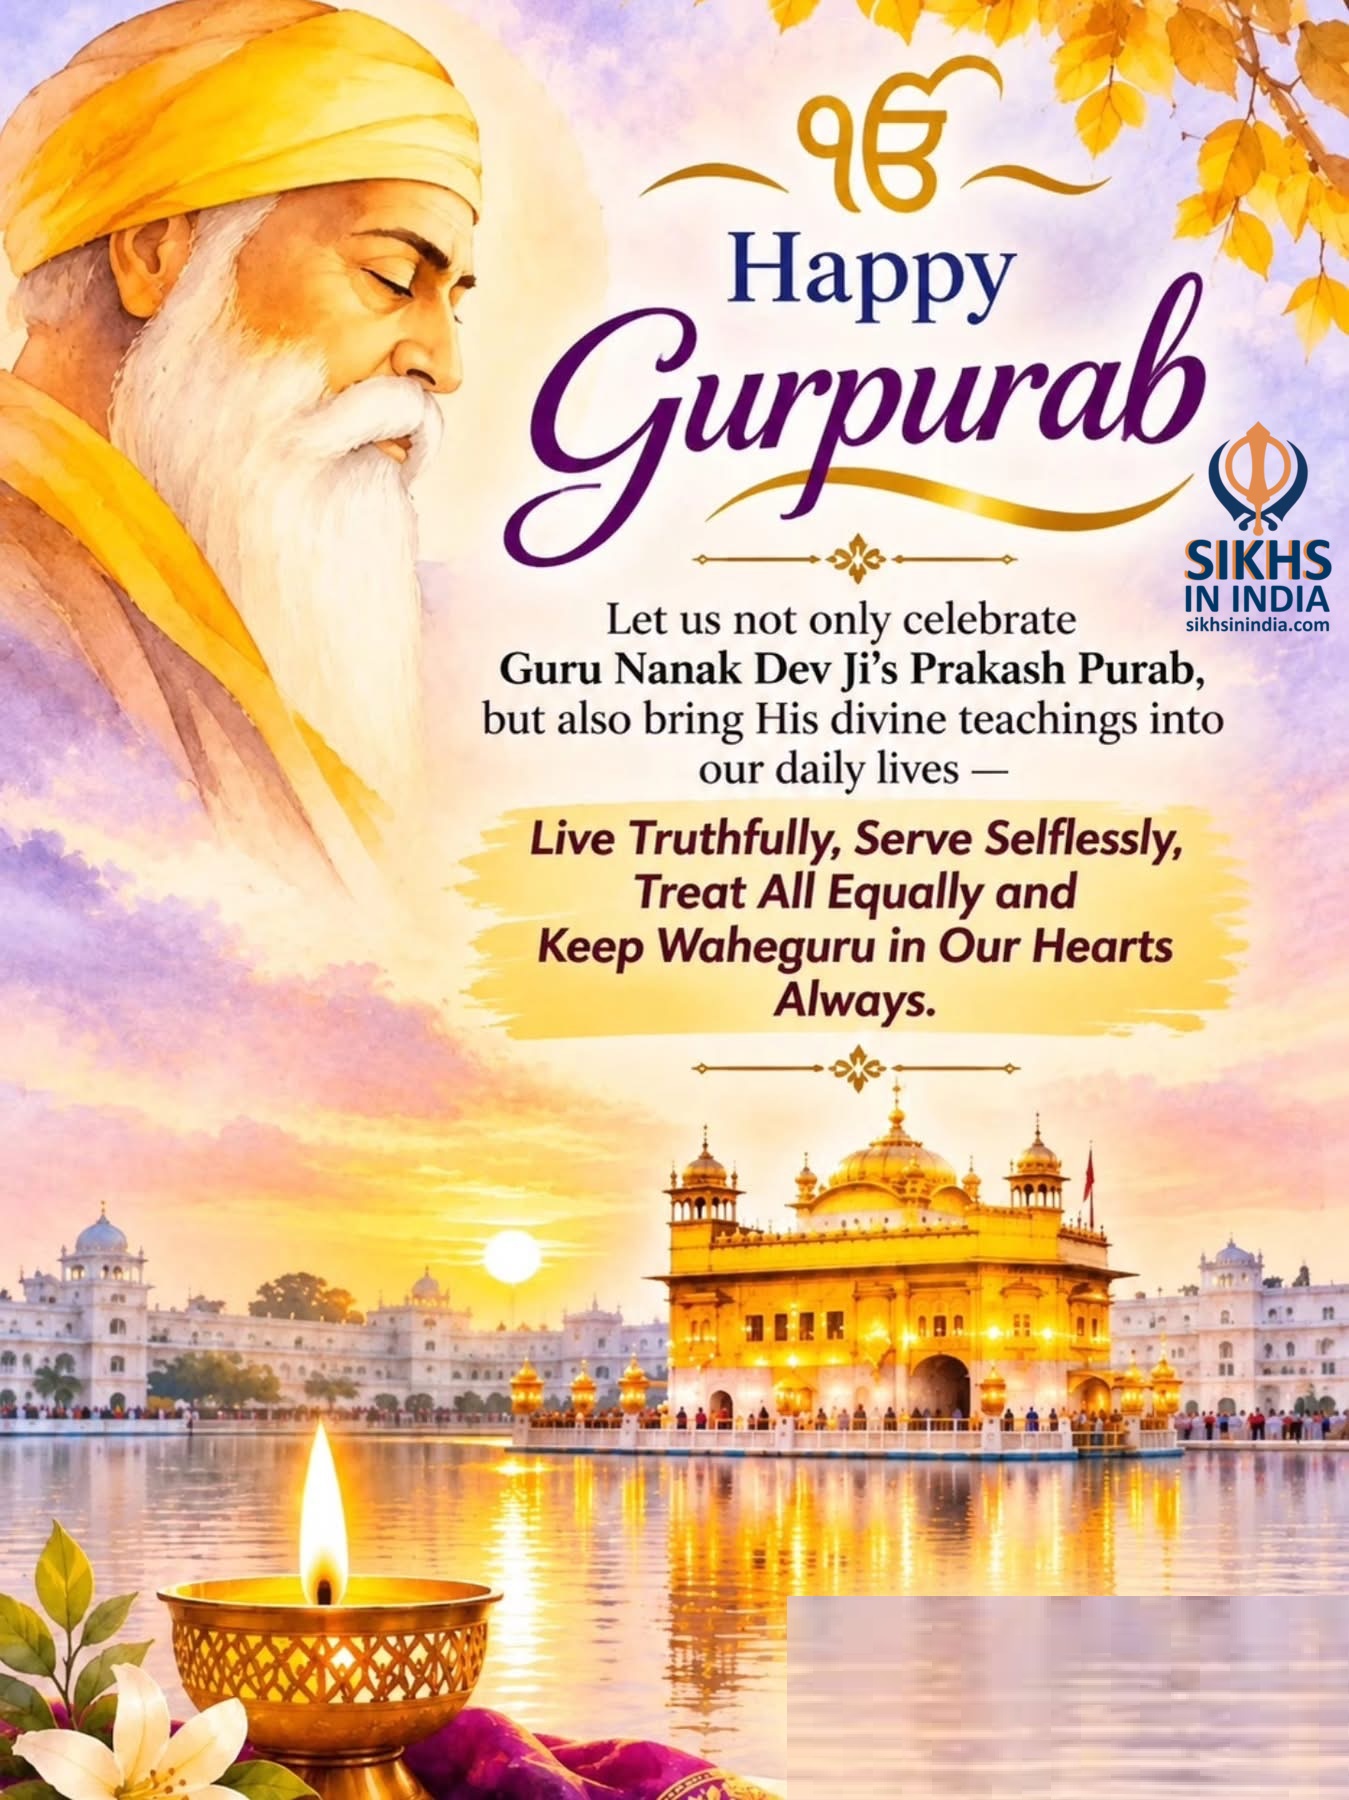 ੴ
Happy
Gurpurab
SIKHS
IN INDIA
sikhsinindia.com
Let us not only celebrate
Guru Nanak Dev Ji’s Prakash Purab,
but also bring His divine teachings into
our daily lives —
Live Truthfully, Serve Selflessly,
Treat All Equally and
Keep Waheguru in Our Hearts
Always.